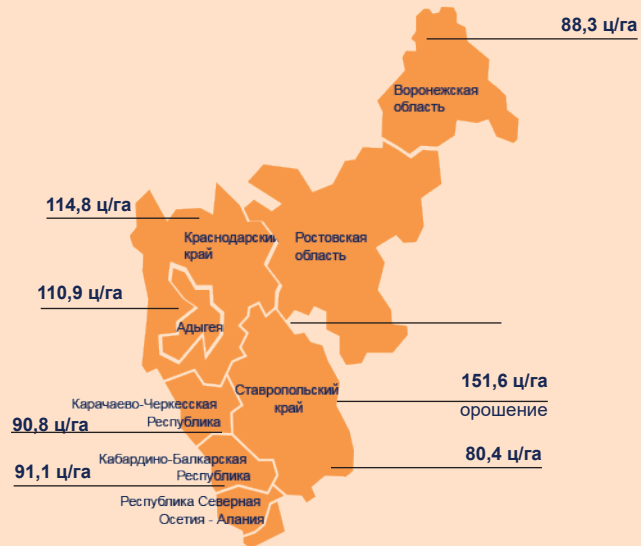 88,3 ц/га
Воронежская
область
114,8 ц/га
Краснодарский
край
Ростовская
область
110,9 ц/га
Адыгея
Ставропольский
край
151,6 ц/га
орошение
Карачаево-Черкесская
Республика
90,8 ц/га
80,4 ц/га
Кабардино-Балкарская
Республика
91,1 ц/га
Республика Северная
Осетия - Алания